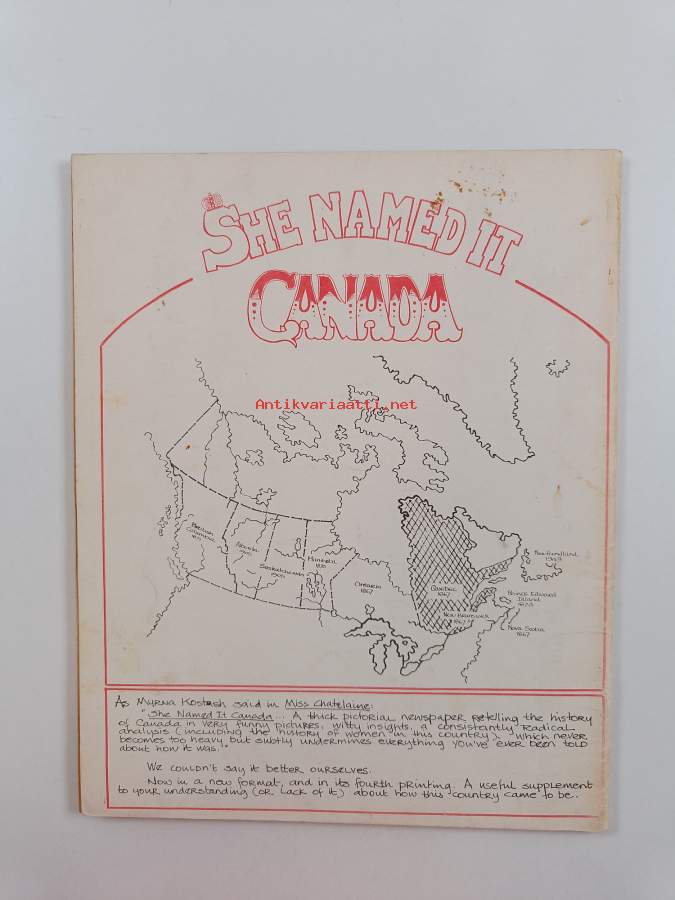 SHE NAMED IT
CANADA
Antikvariaatti.net
British
Columbia
1871
Alberta
1905
Saskatchewan
1905
Manitoba
1870
Ontario
1867
Quebec
1867
New Brunswick
1867
Newfoundland
1949
Prince Edward
Island
1873
Nova Scotia
1867
As Myrna Kostash said in Miss Chatelaine:
"She Named It Canada... A thick pictorial newspaper retelling the history
of Canada in very funny pictures, witty insights, a consistently Radical
analysis (including the history of women in this country), which never
becomes too heavy but subtly undermines everything you've ever been told
about how it was."
We couldn't say it better ourselves.
Now in a new format, and in its fourth printing. A useful supplement
to your understanding (or lack of it) about how this country came to be.